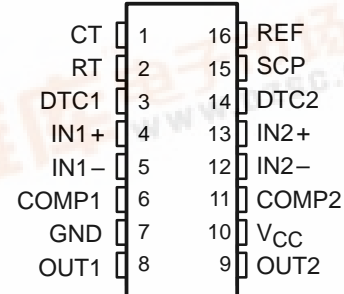 CT 1 16 REF
RT 2 15 SCP
DTC1 3 14 DTC2
IN1+ 4 13 IN2+
IN1– 5 12 IN2–
COMP1 6 11 COMP2
GND 7 10 VCC
OUT1 8 9 OUT2